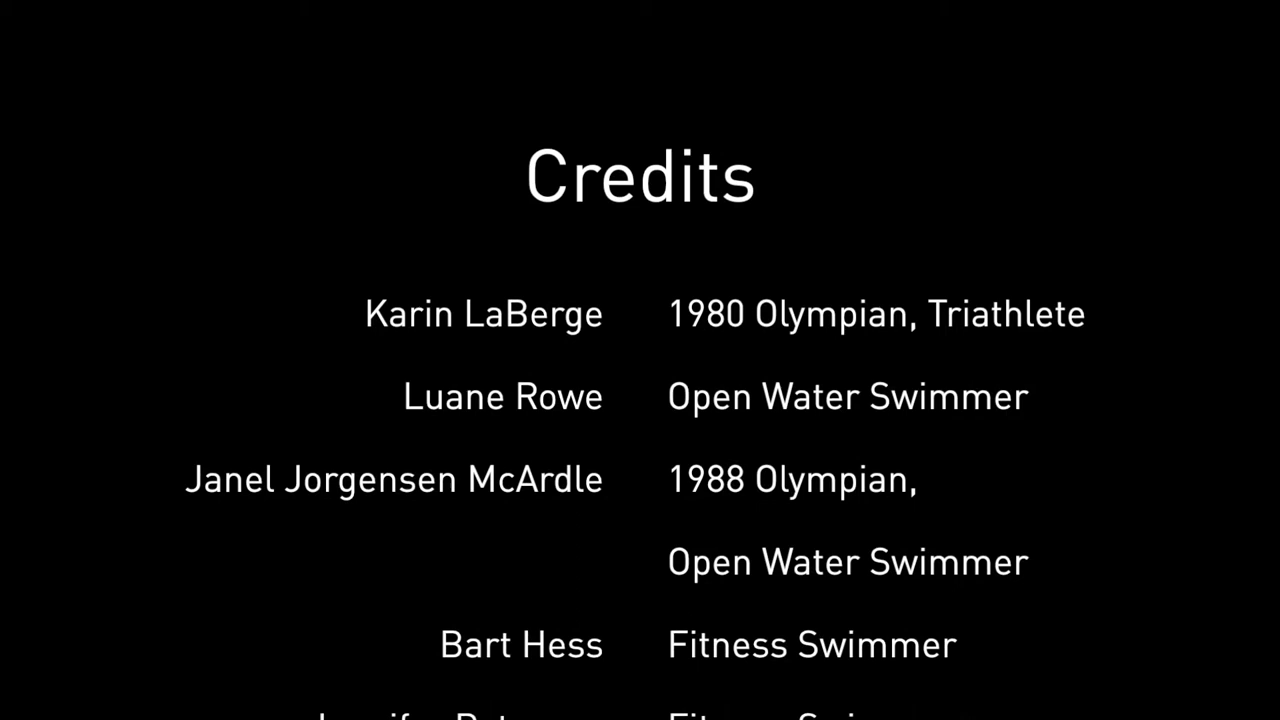 Credits
Karin LaBerge 1980 Olympian, Triathlete
Luane Rowe Open Water Swimmer
Janel Jorgensen McArdle 1988 Olympian,
Open Water Swimmer
Bart Hess Fitness Swimmer